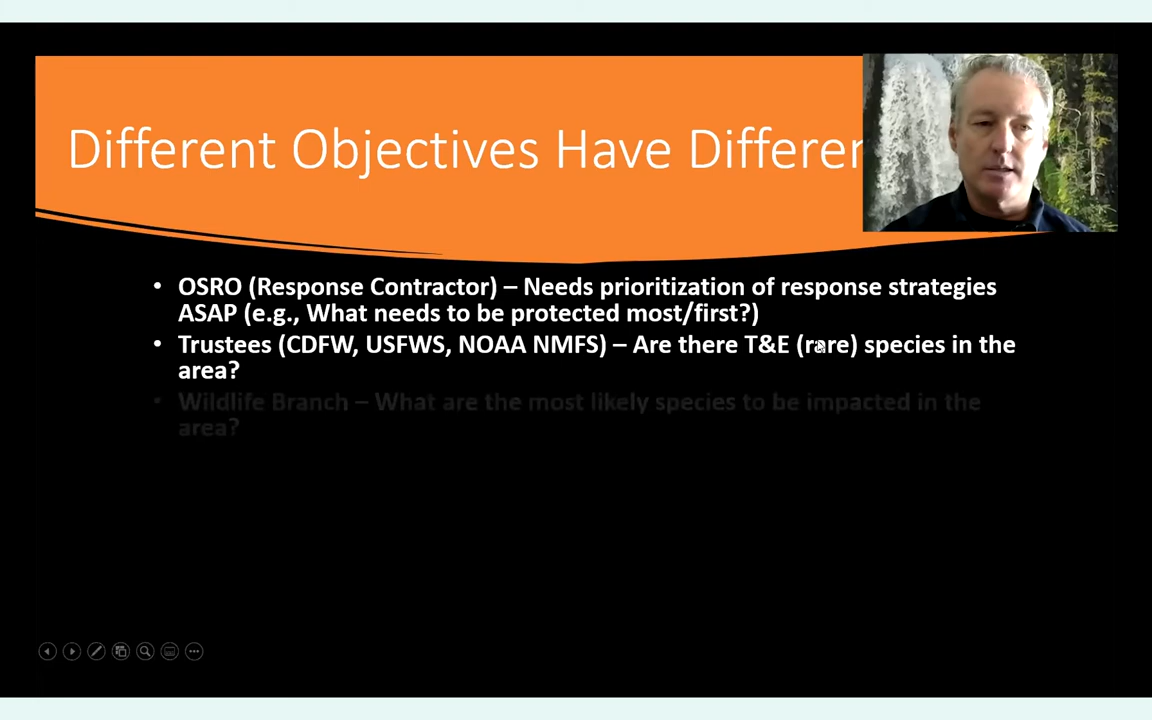 Different Objectives Have Differen
• OSRO (Response Contractor) – Needs prioritization of response strategies
ASAP (e.g., What needs to be protected most/first?)
• Trustees (CDFW, USFWS, NOAA NMFS) – Are there T&E (rare) species in the
area?
• Wildlife Branch – What are the most likely species to be impacted in the
area?